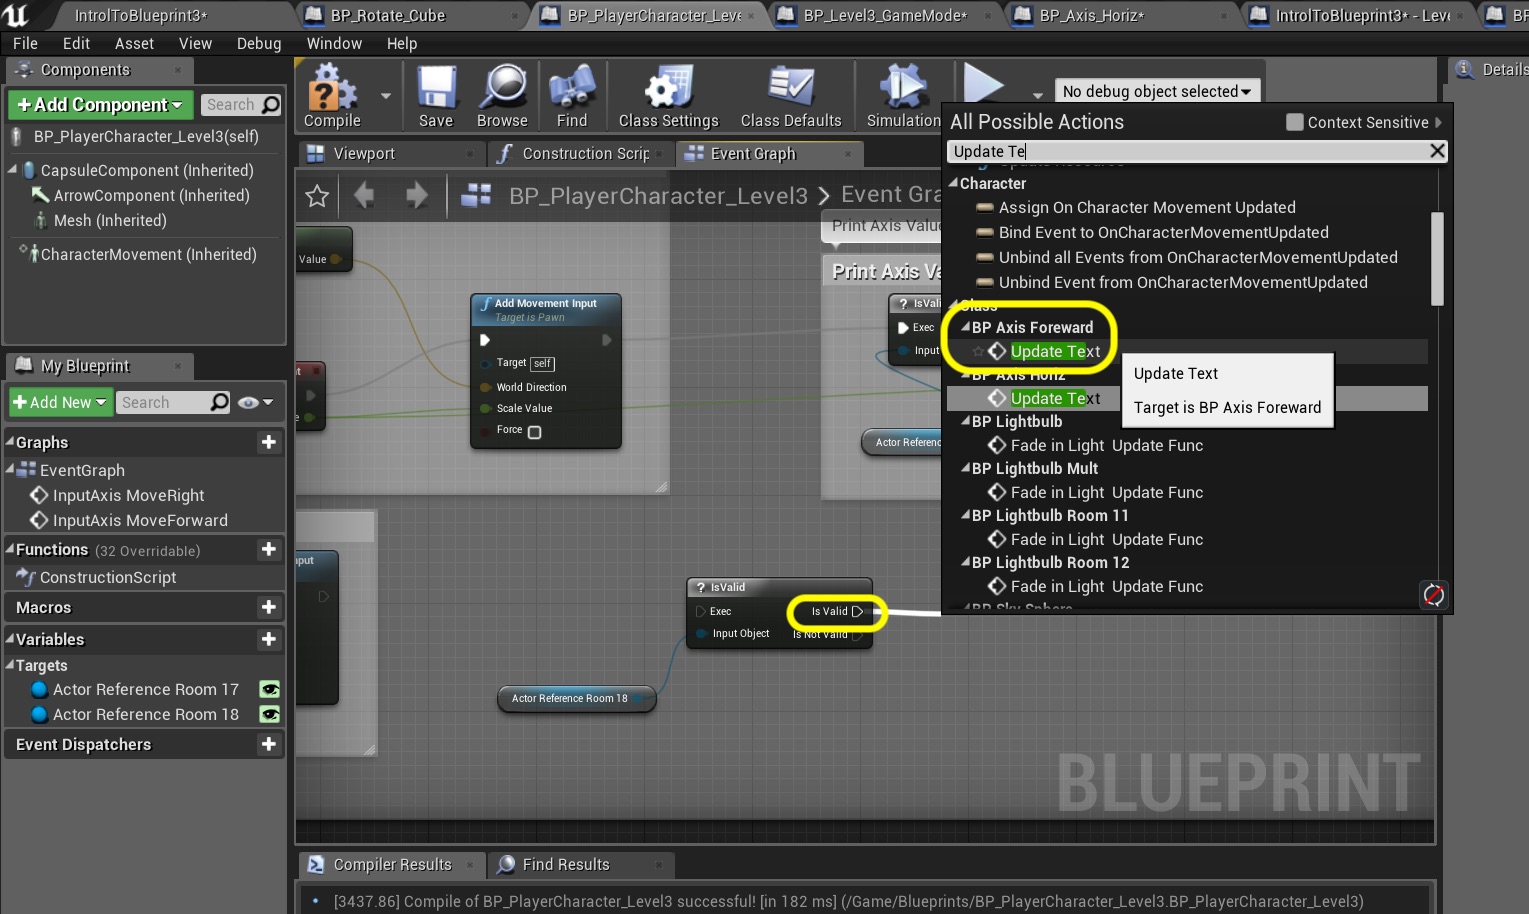 IntrolToBlueprint3*
BP_Rotate_Cube
BP_PlayerCharacter_Leve
BP_Level3_GameMode*
BP_Axis_Horiz*
IntrolToBlueprint3* - Leve
BP
File Edit Asset View Debug Window Help
Components
+Add Component
Search
BP_PlayerCharacter_Level3(self)
CapsuleComponent (Inherited)
ArrowComponent (Inherited)
Mesh (Inherited)
CharacterMovement (Inherited)
My Blueprint
+Add New
Search
Graphs
EventGraph
InputAxis MoveRight
InputAxis MoveForward
Functions (32 Overridable)
ConstructionScript
Macros
Variables
Targets
Actor Reference Room 17
Actor Reference Room 18
Event Dispatchers
Compile
Save
Browse
Find
Class Settings
Class Defaults
Simulation
No debug object selected
Details
Viewport
Construction Scrip
Event Graph
BP_PlayerCharacter_Level3 > Event Gra
Print Axis Value
Print Axis Va
Value
Add Movement Input
Target is Pawn
Target self
World Direction
Scale Value
Force
? IsVali
Exec
Input
Actor Referenc
put
? IsValid
Exec
Is Valid
Input Object
Is Not Valid
Actor Reference Room 18
All Possible Actions
Context Sensitive
Update Te
Character
Assign On Character Movement Updated
Bind Event to OnCharacterMovementUpdated
Unbind all Events from OnCharacterMovementUpdated
Unbind Event from OnCharacterMovementUpdated
Class
BP Axis Foreward
Update Text
BP Axis Horiz
Update Text
BP Lightbulb
Fade in Light Update Func
BP Lightbulb Mult
Fade in Light Update Func
BP Lightbulb Room 11
Fade in Light Update Func
BP Lightbulb Room 12
Fade in Light Update Func
BP Sky Sphere
Update Text
Target is BP Axis Foreward
BLUEPRINT
Compiler Results
Find Results
[3437.86] Compile of BP_PlayerCharacter_Level3 successful! [in 182 ms] (/Game/Blueprints/BP_PlayerCharacter_Level3.BP_PlayerCharacter_Level3)